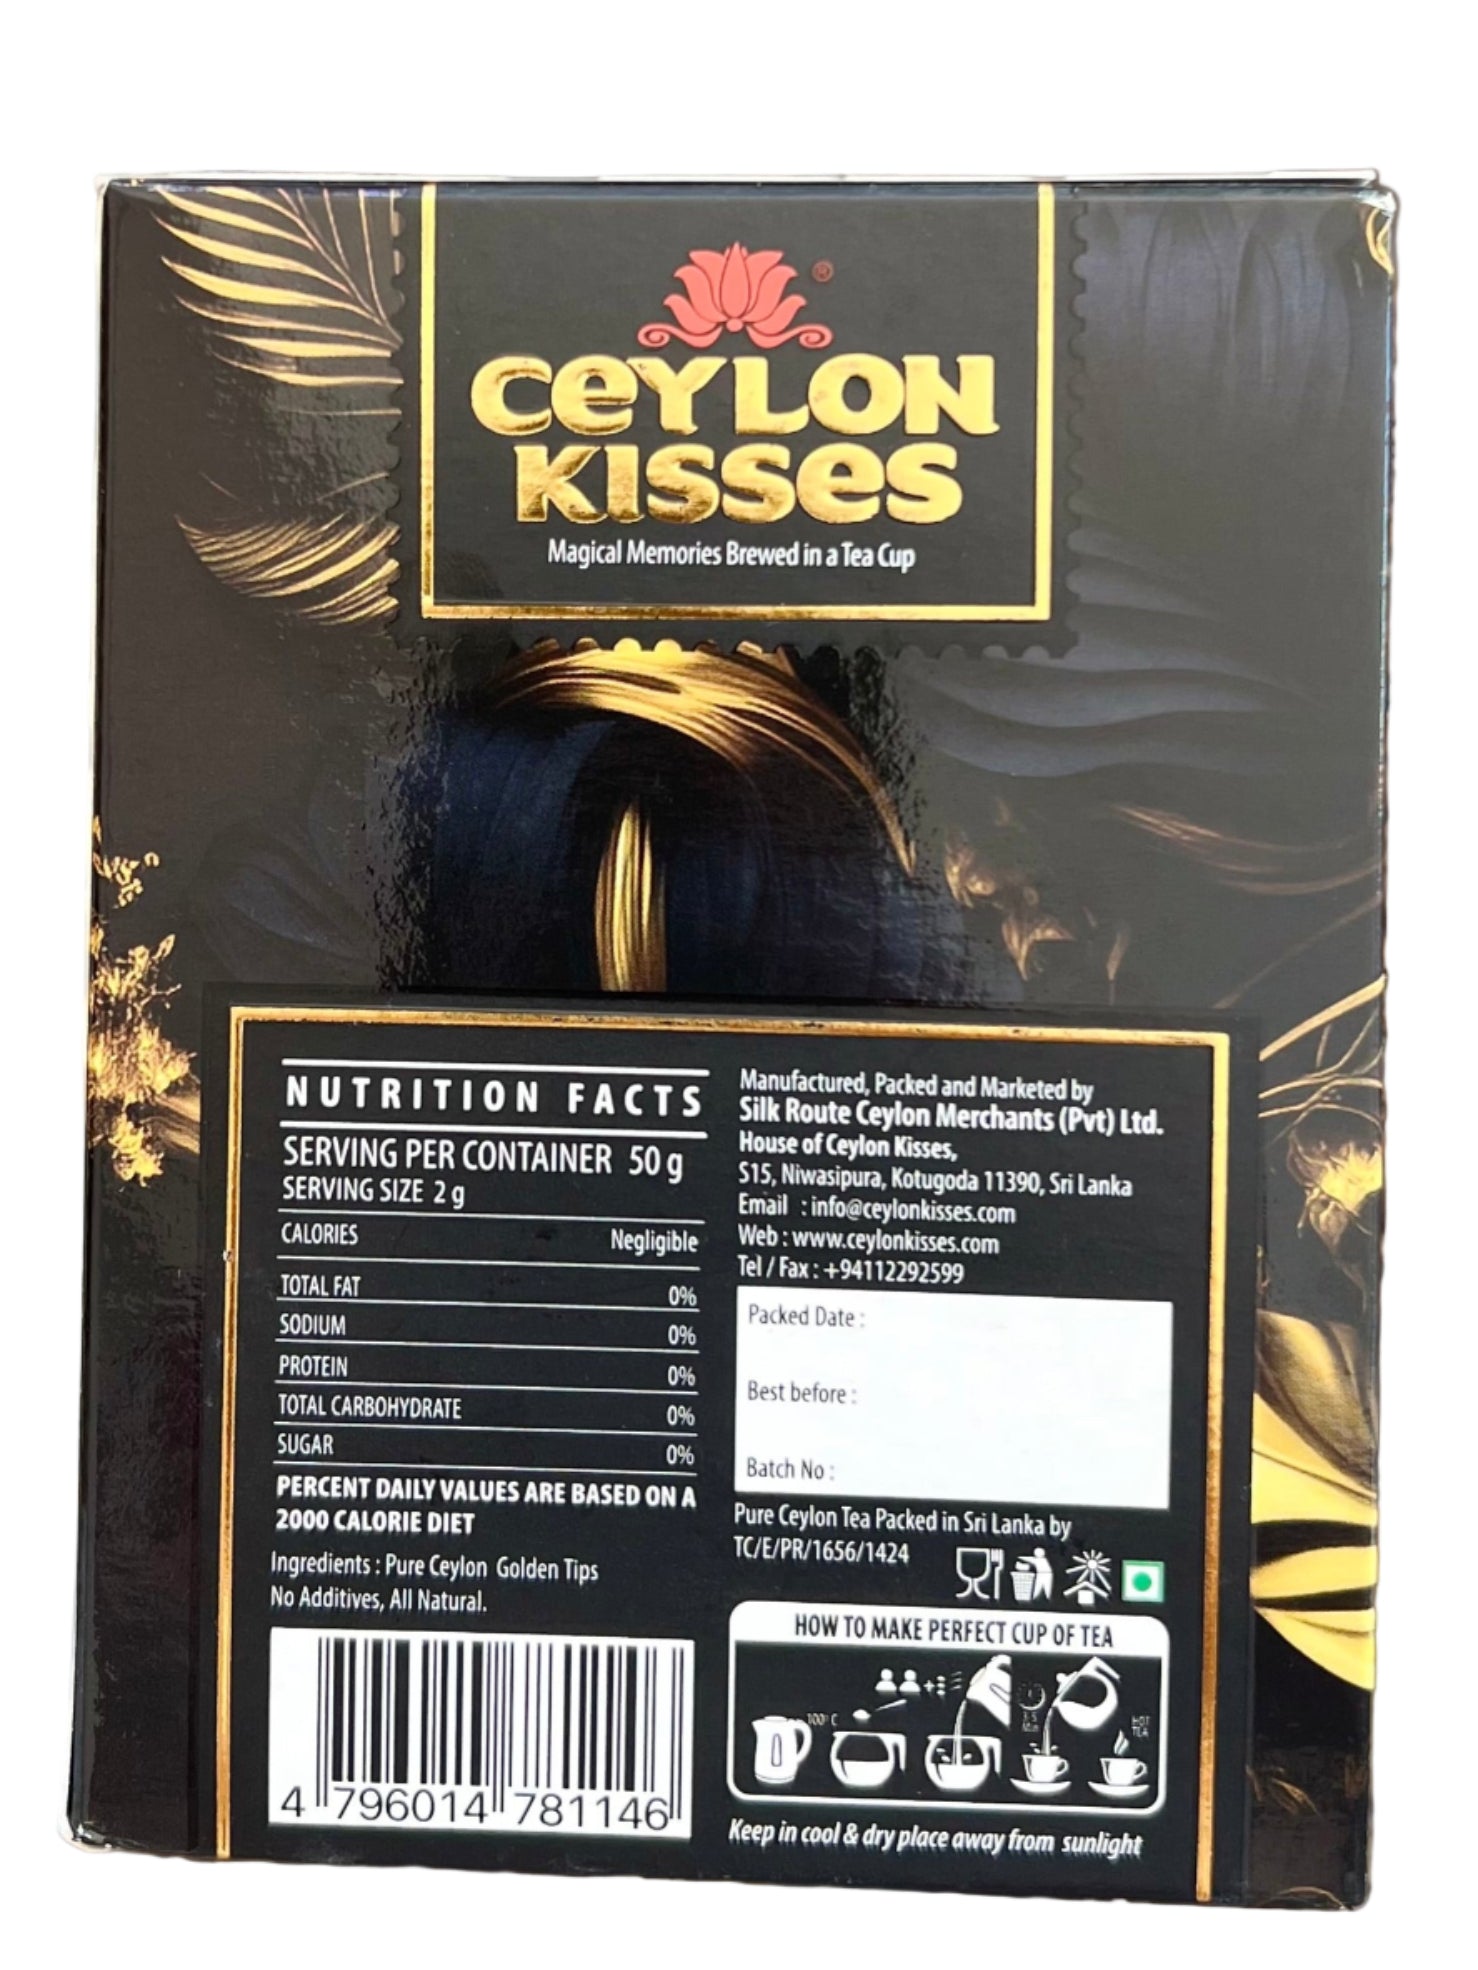 ®
CeYLON
KISSes
Magical Memories Brewed in a Tea Cup
NUTRITION FACTS
SERVING PER CONTAINER 50 g
SERVING SIZE 2 g
CALORIES Negligible
TOTAL FAT 0%
SODIUM 0%
PROTEIN 0%
TOTAL CARBOHYDRATE 0%
SUGAR 0%
PERCENT DAILY VALUES ARE BASED ON A
2000 CALORIE DIET
Ingredients : Pure Ceylon Golden Tips
No Additives, All Natural.
4 796014 781146
Manufactured, Packed and Marketed by
Silk Route Ceylon Merchants (Pvt) Ltd.
House of Ceylon Kisses,
S15, Niwasipura, Kotugoda 11390, Sri Lanka
Email : info@ceylonkisses.com
Web : www.ceylonkisses.com
Tel / Fax : +94112292599
Packed Date :
Best before :
Batch No :
Pure Ceylon Tea Packed in Sri Lanka by
TC/E/PR/1656/1424
HOW TO MAKE PERFECT CUP OF TEA
100° C
3.5
Min
HOT
TEA
Keep in cool & dry place away from sunlight